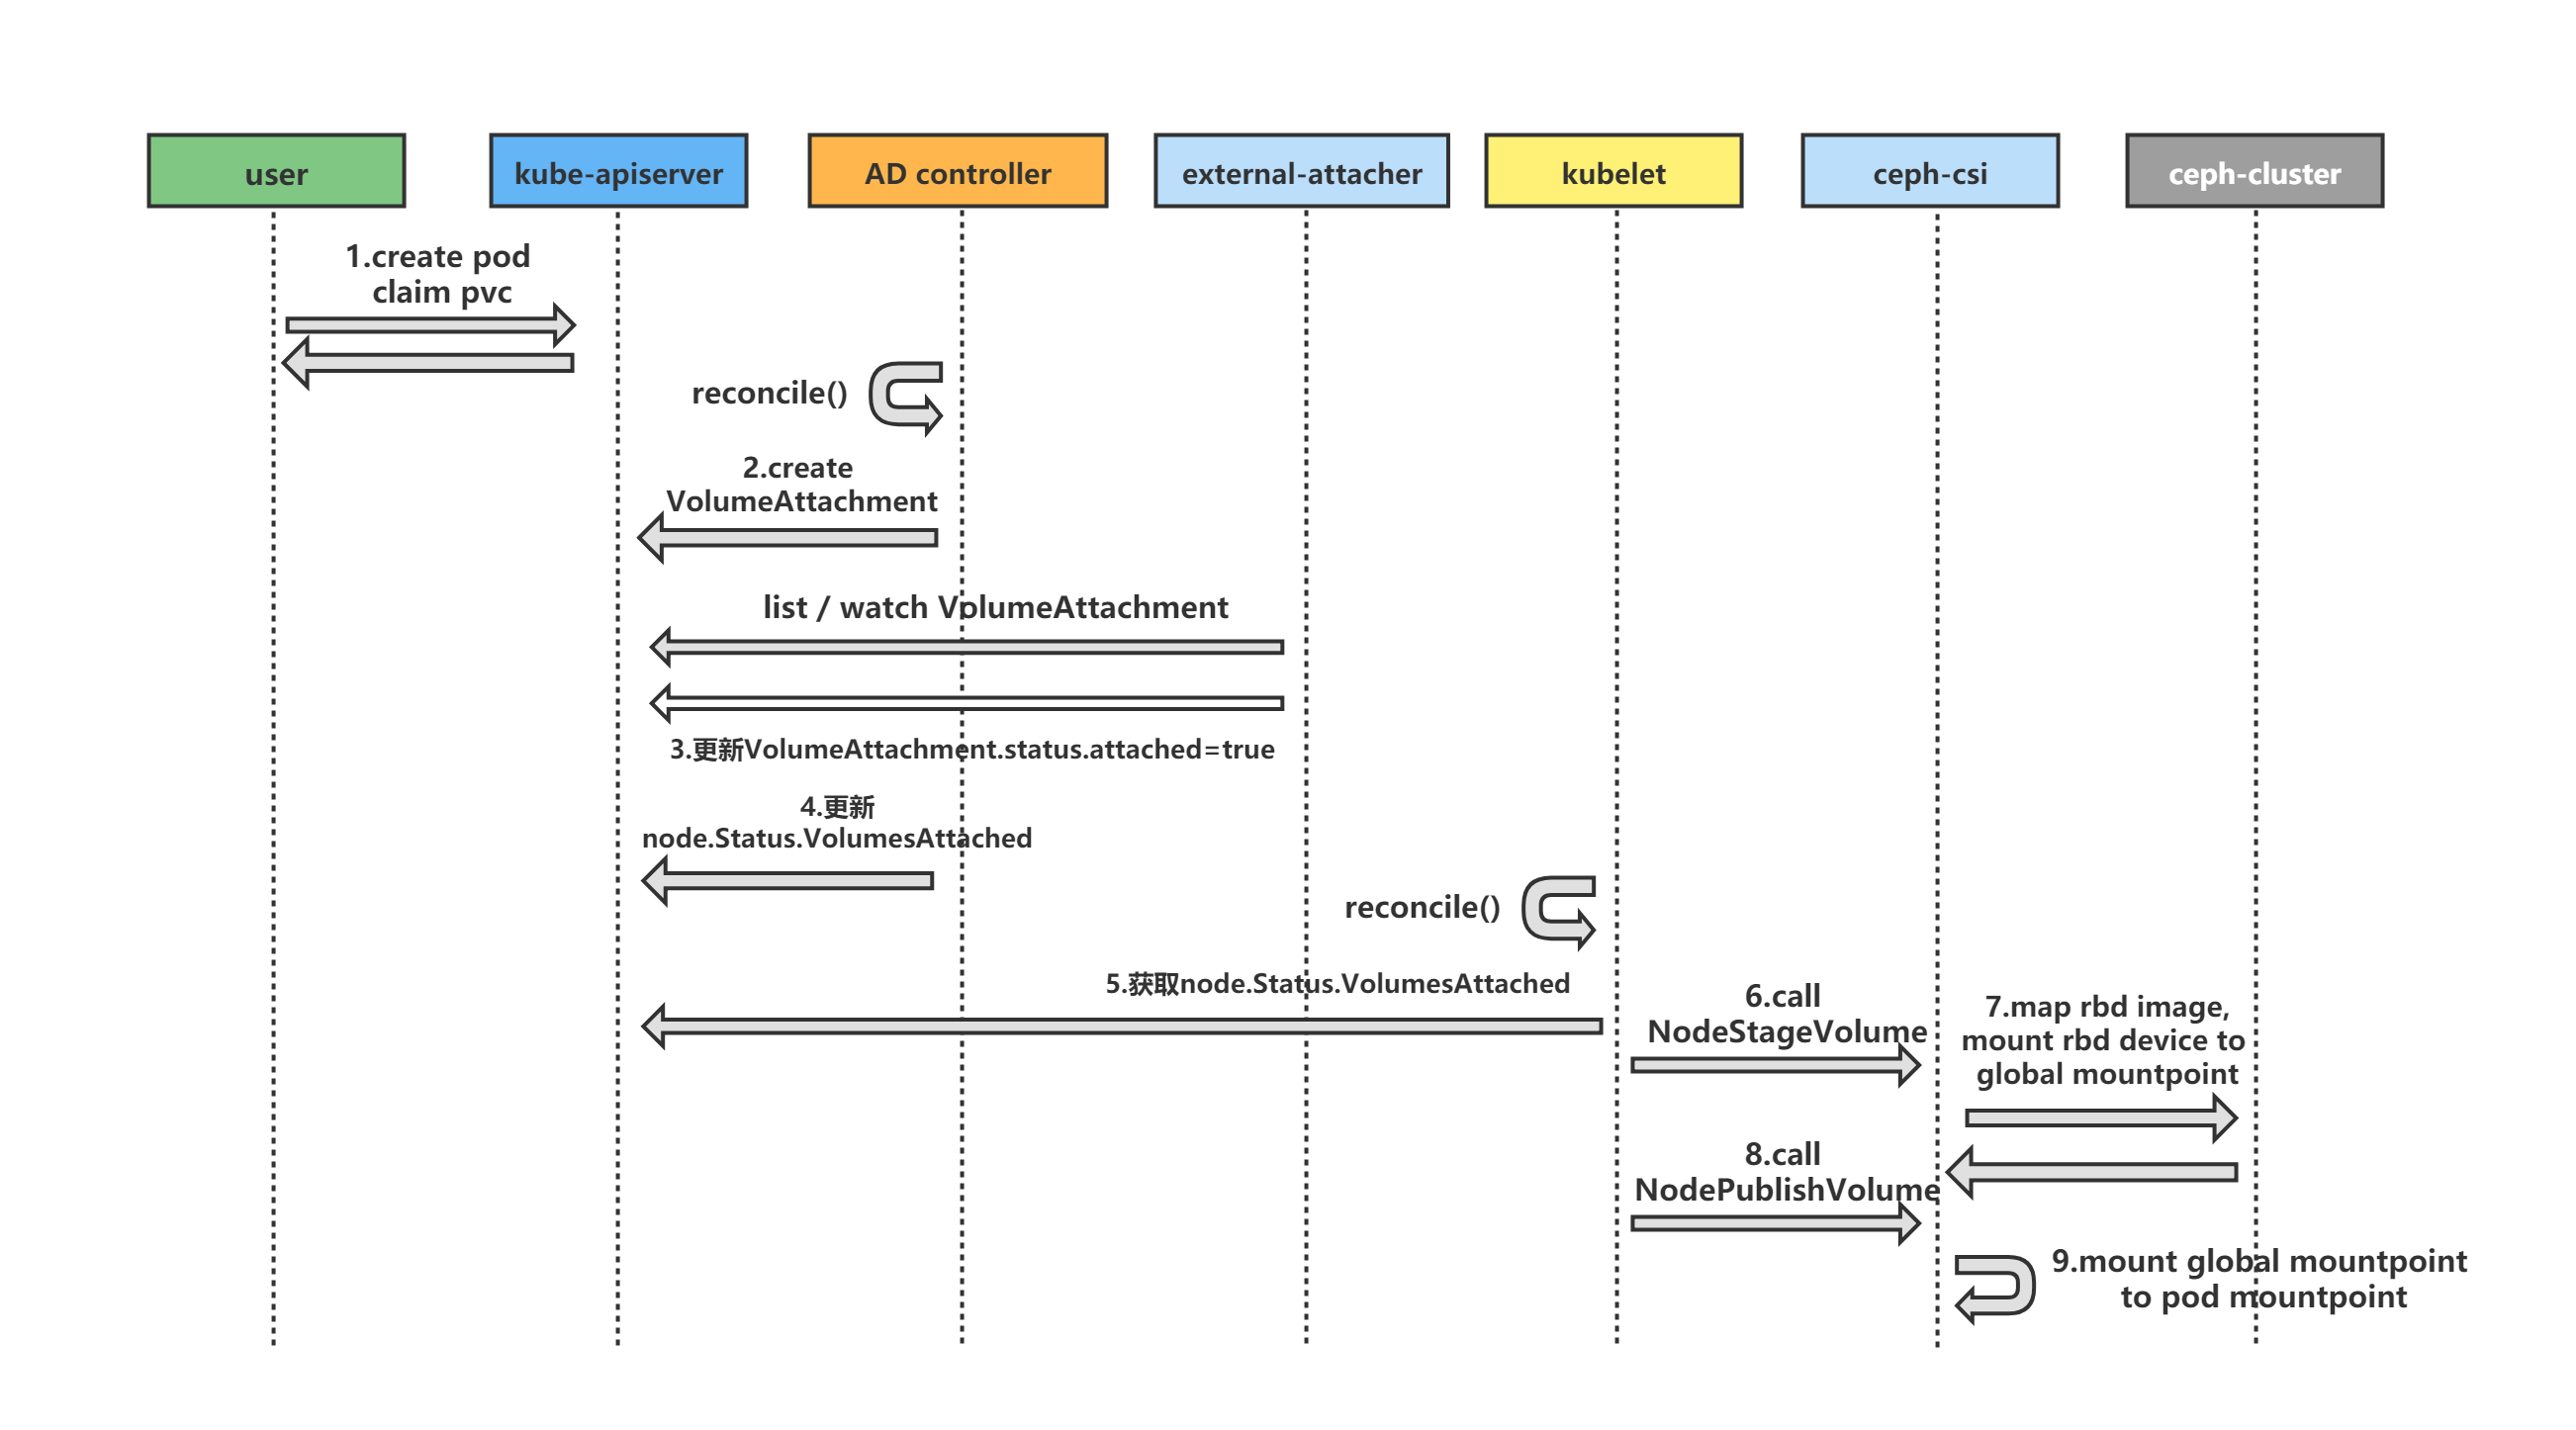 user
kube-apiserver
AD controller
external-attacher
kubelet
ceph-csi
ceph-cluster
1.create pod
claim pvc
reconcile()
2.create
VolumeAttachment
list / watch VolumeAttachment
3.更新VolumeAttachment.status.attached=true
4.更新
node.Status.VolumesAttached
reconcile()
5.获取node.Status.VolumesAttached
6.call
NodeStageVolume
7.map rbd image,
mount rbd device to
global mountpoint
8.call
NodePublishVolume
9.mount global mountpoint
to pod mountpoint